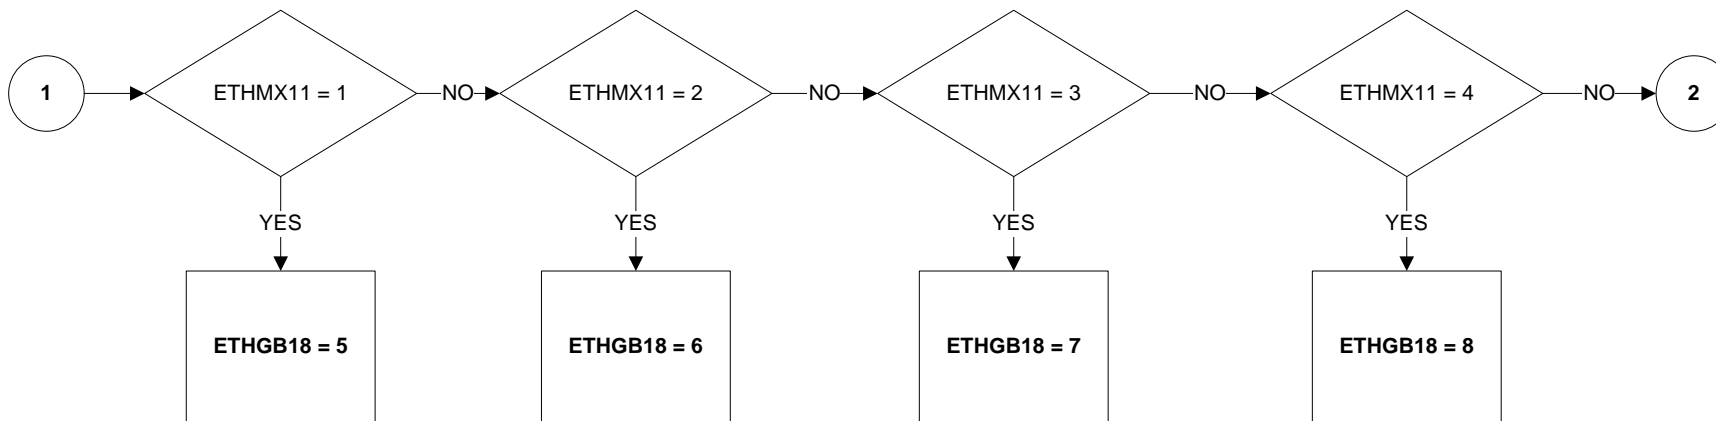 1
ETHMX11 = 1
NO
ETHMX11 = 2
NO
ETHMX11 = 3
NO
ETHMX11 = 4
NO
2
YES
YES
YES
YES
ETHGB18 = 5
ETHGB18 = 6
ETHGB18 = 7
ETHGB18 = 8